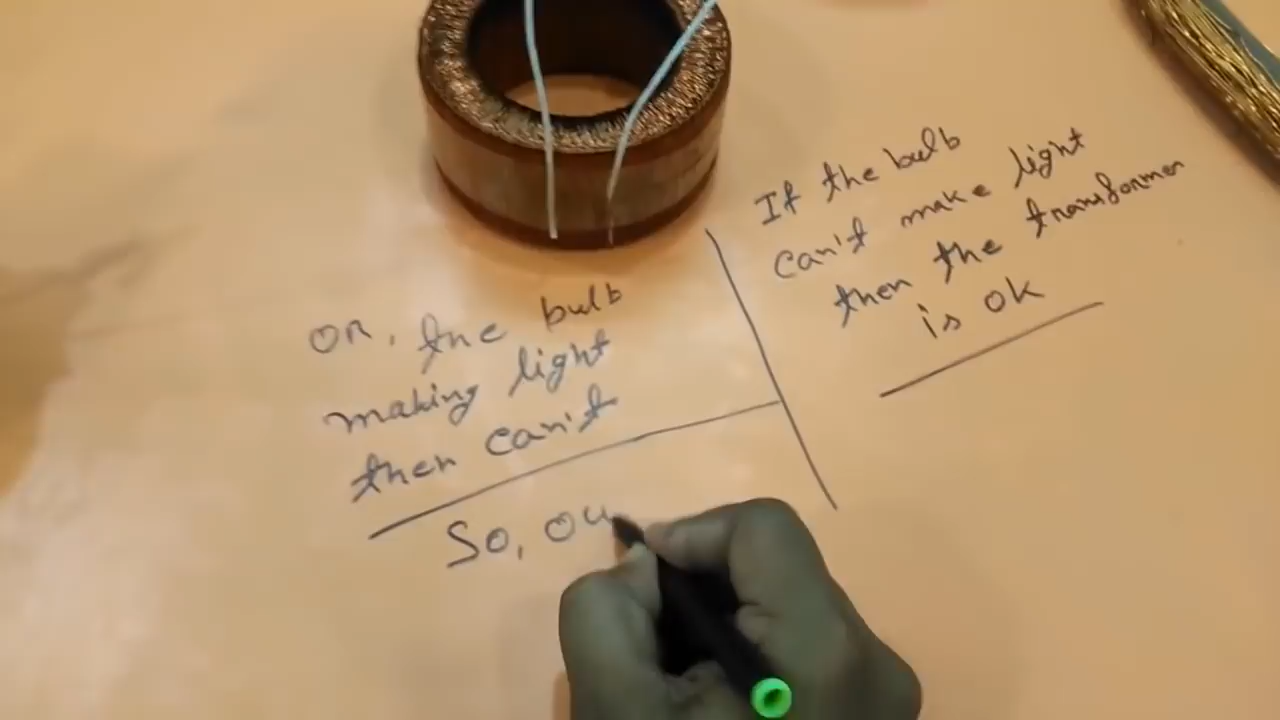 If the bulb
can't make light
then the transformer
is OK
OR, the bulb
making light
then can't
So, ou